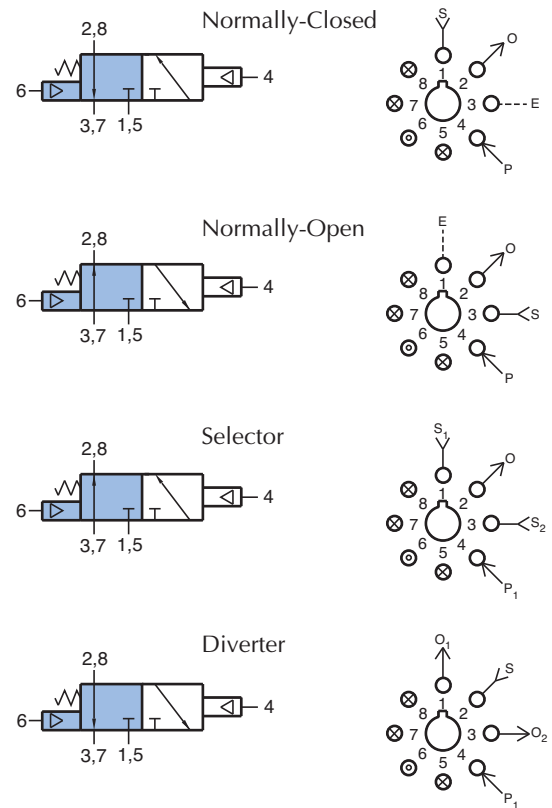 Normally-Closed
2,8
6
4
3,7 1,5
S
O
1
8 2
7 3 E
6 4
5
P
Normally-Open
2,8
6
4
3,7 1,5
E
O
1
8 2
7 3 S
6 4
5
P
Selector
2,8
6
4
3,7 1,5
S1
O
1
8 2
7 3 S2
6 4
5
P1
Diverter
2,8
6
4
3,7 1,5
O1
S
1
8 2
7 3 O2
6 4
5
P1